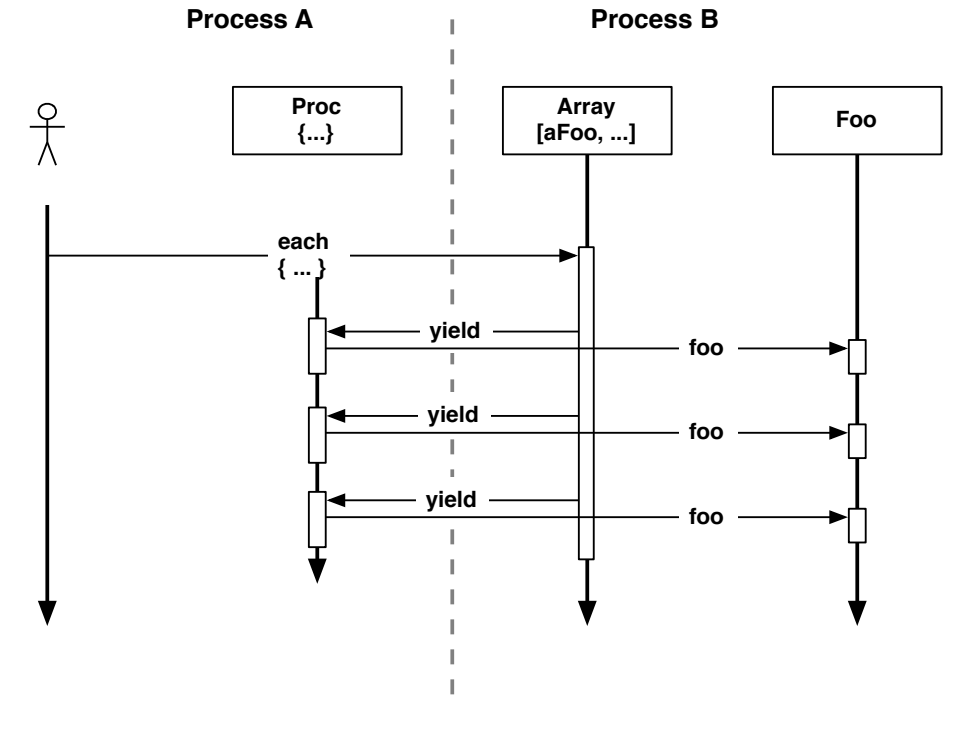 Process A
Process B
Proc
{...}
Array
[aFoo, ...]
Foo
each
{ ... }
yield
foo
yield
foo
yield
foo